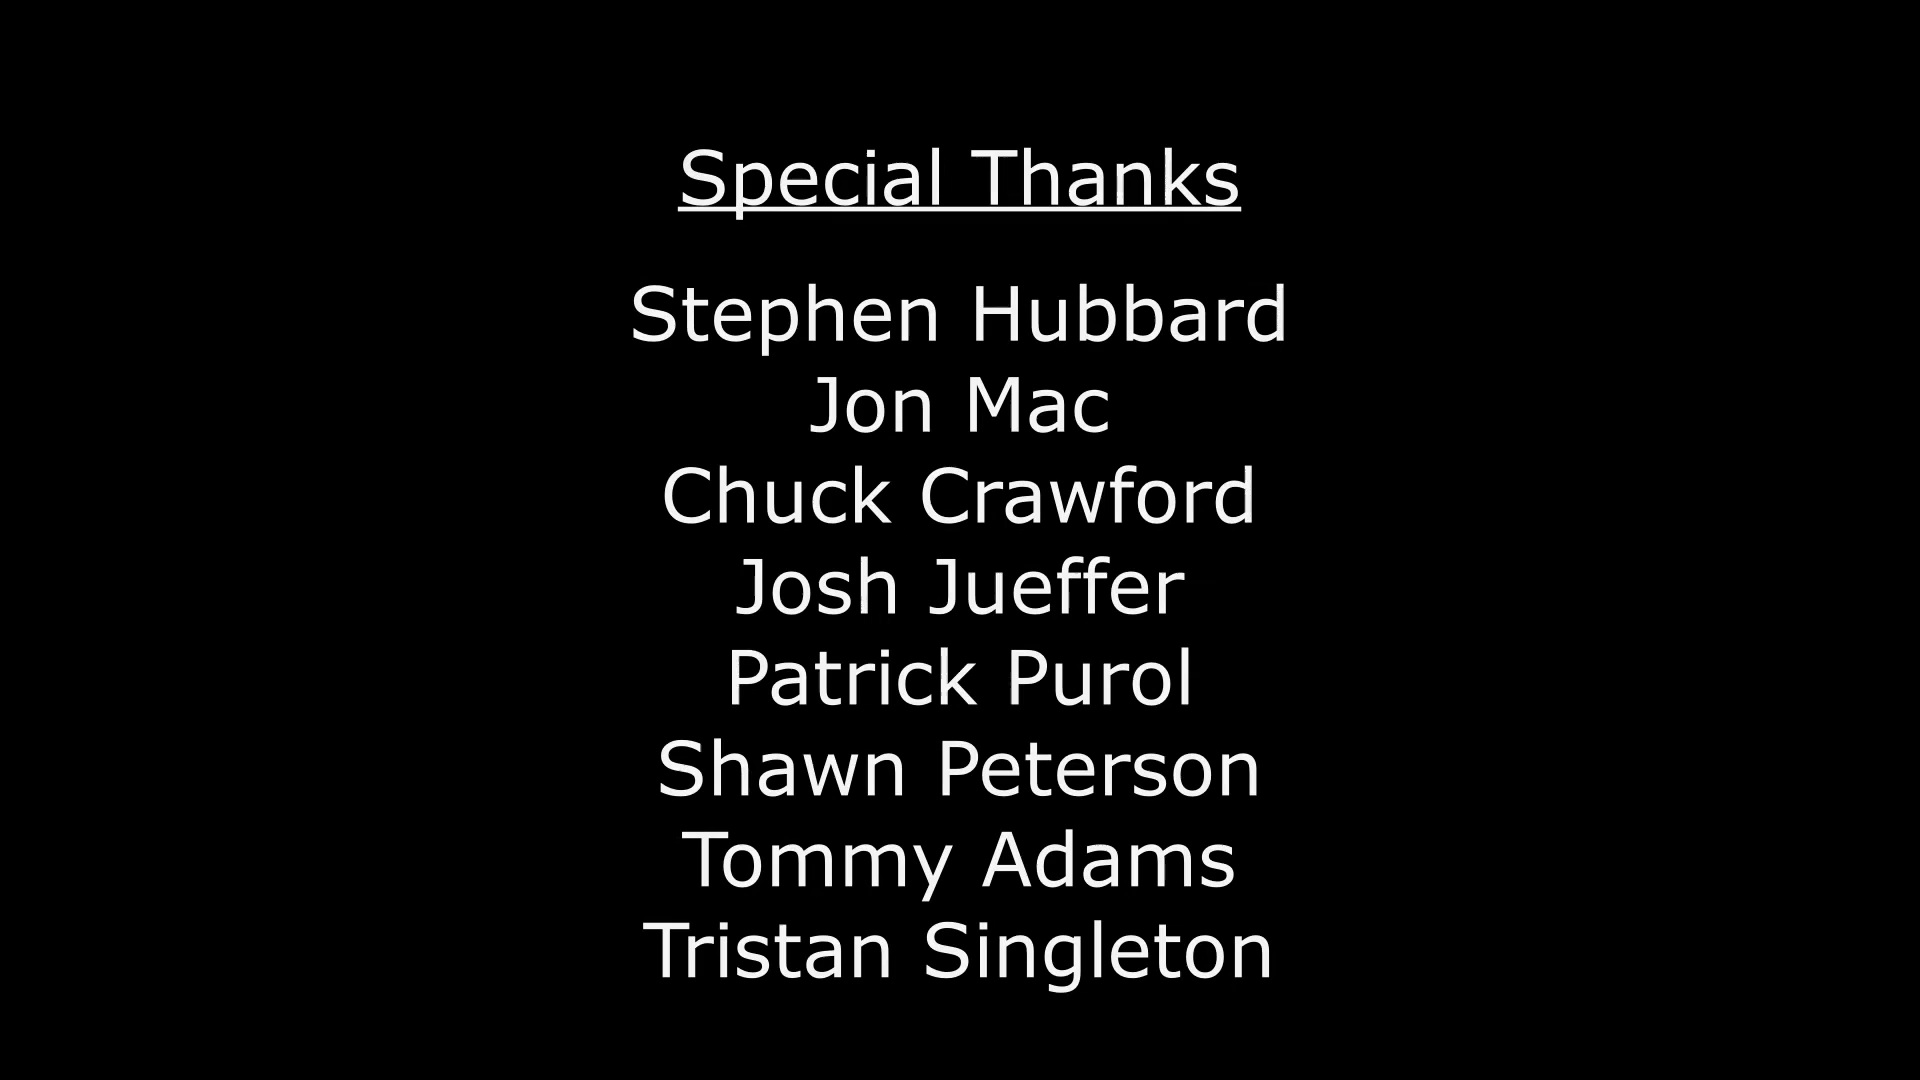 Special Thanks
Stephen Hubbard
Jon Mac
Chuck Crawford
Josh Jueffer
Patrick Purol
Shawn Peterson
Tommy Adams
Tristan Singleton